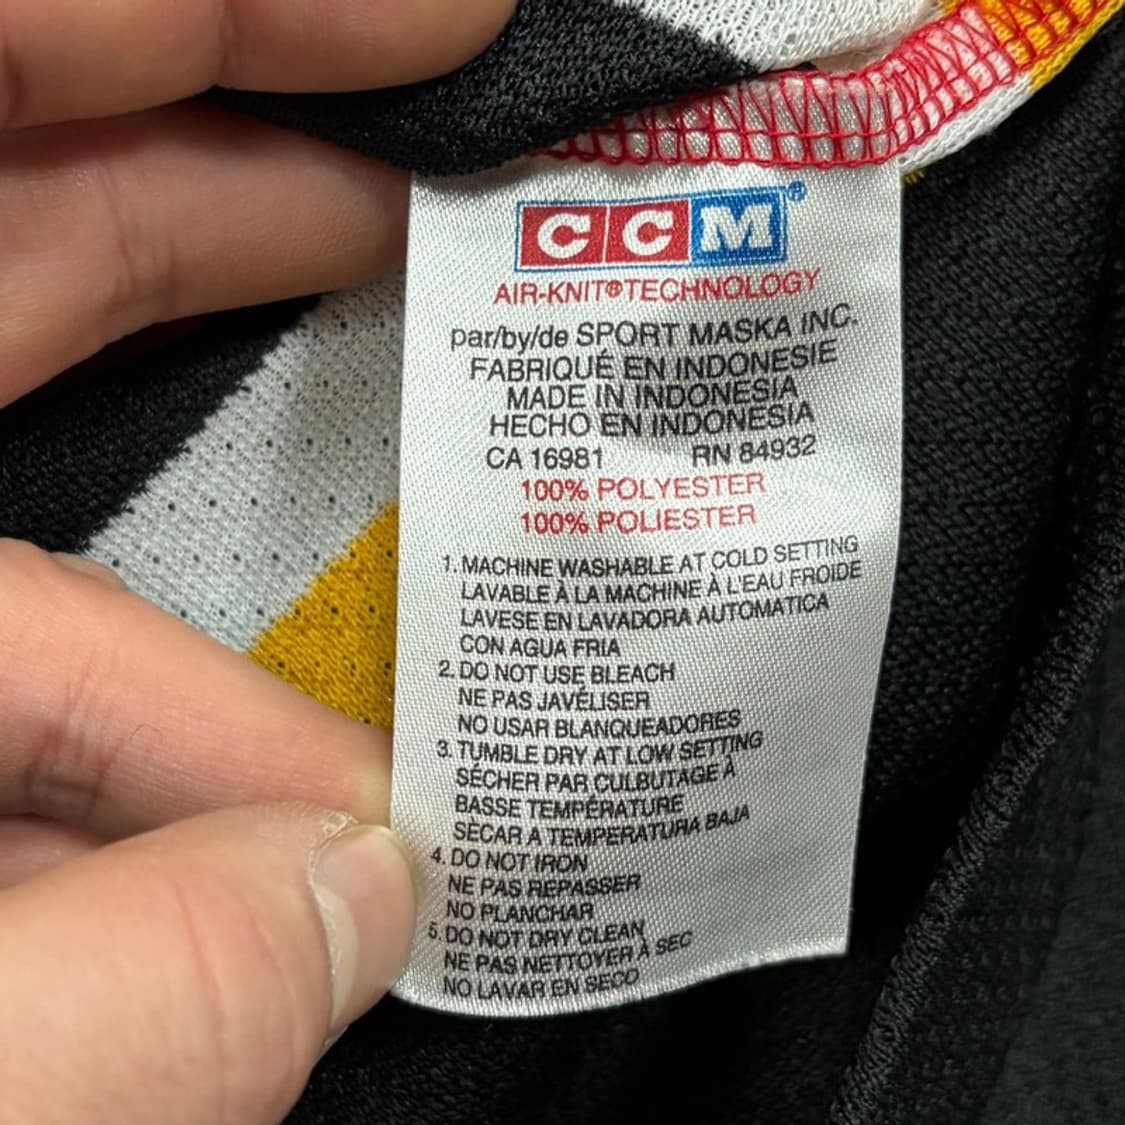 CCM®
AIR-KNIT®TECHNOLOGY
par/by/de SPORT MASKA INC.
FABRIQUÉ EN INDONESIE
MADE IN INDONESIA
HECHO EN INDONESIA
CA 16981 RN 84932
100% POLYESTER
100% POLIESTER
1. MACHINE WASHABLE AT COLD SETTING
LAVABLE À LA MACHINE À L'EAU FROIDE
LAVESE EN LAVADORA AUTOMATICA
CON AGUA FRIA
2. DO NOT USE BLEACH
NE PAS JAVÉLISER
NO USAR BLANQUEADORES
3. TUMBLE DRY AT LOW SETTING
SÉCHER PAR CULBUTAGE À
BASSE TEMPÉRATURE
SECAR A TEMPERATURA BAJA
4. DO NOT IRON
NE PAS REPASSER
NO PLANCHAR
5. DO NOT DRY CLEAN
NE PAS NETTOYER À SEC
NO LAVAR EN SECO